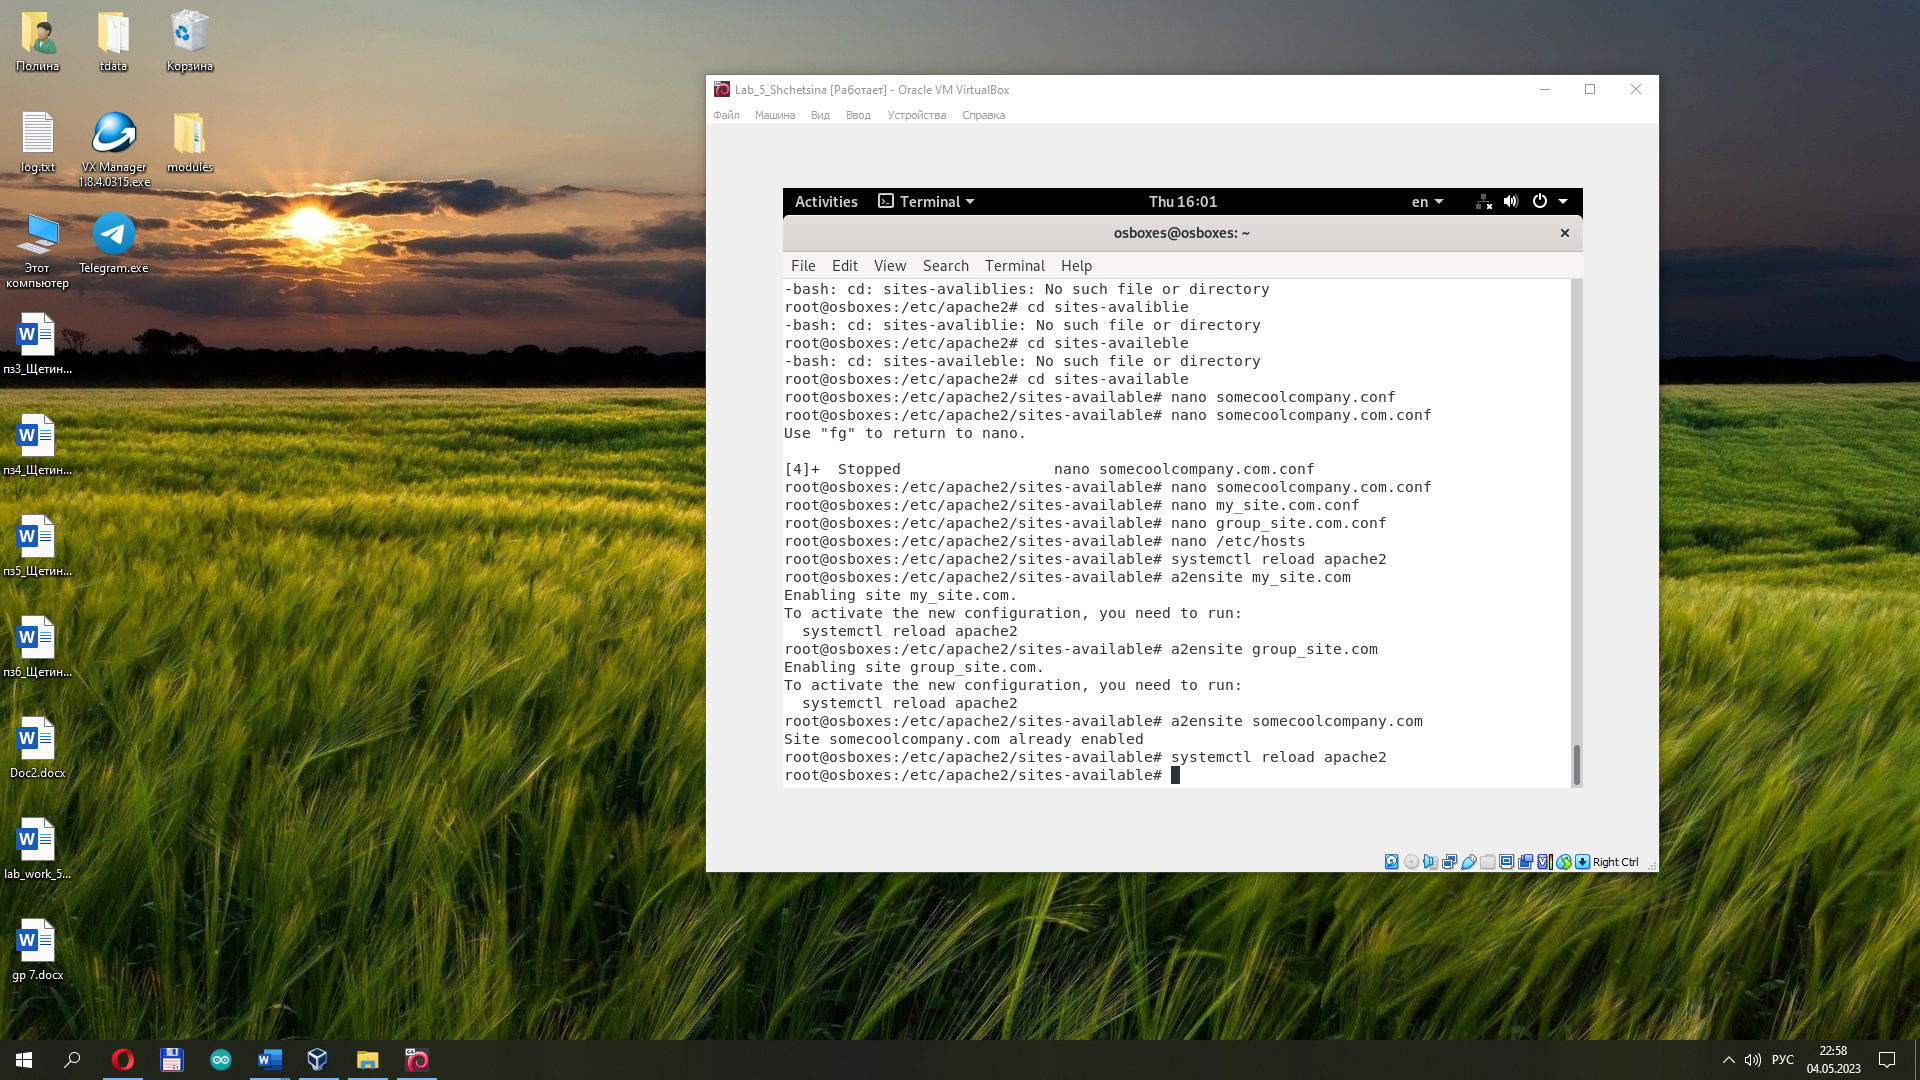 Полина
tdata
Корзина
log.txt
VX Manager
1.8.4.0315.exe
modules
Этот
компьютер
Telegram.exe
пз3_Щетин...
пз4_Щетин...
пз5_Щетин...
пз6_Щетин...
Doc2.docx
lab_work_5...
gp 7.docx
Lab_5_Shchetsina [Работает] - Oracle VM VirtualBox
Файл Машина Вид Ввод Устройства Справка
Activities Terminal Thu 16:01 en
osboxes@osboxes: ~
File Edit View Search Terminal Help
-bash: cd: sites-avaliblies: No such file or directory
root@osboxes:/etc/apache2# cd sites-avaliblie
-bash: cd: sites-avaliblie: No such file or directory
root@osboxes:/etc/apache2# cd sites-availeble
-bash: cd: sites-availeble: No such file or directory
root@osboxes:/etc/apache2# cd sites-available
root@osboxes:/etc/apache2/sites-available# nano somecoolcompany.conf
root@osboxes:/etc/apache2/sites-available# nano somecoolcompany.com.conf
Use "fg" to return to nano.
[4]+  Stopped                 nano somecoolcompany.com.conf
root@osboxes:/etc/apache2/sites-available# nano somecoolcompany.com.conf
root@osboxes:/etc/apache2/sites-available# nano my_site.com.conf
root@osboxes:/etc/apache2/sites-available# nano group_site.com.conf
root@osboxes:/etc/apache2/sites-available# nano /etc/hosts
root@osboxes:/etc/apache2/sites-available# systemctl reload apache2
root@osboxes:/etc/apache2/sites-available# a2ensite my_site.com
Enabling site my_site.com.
To activate the new configuration, you need to run:
  systemctl reload apache2
root@osboxes:/etc/apache2/sites-available# a2ensite group_site.com
Enabling site group_site.com.
To activate the new configuration, you need to run:
  systemctl reload apache2
root@osboxes:/etc/apache2/sites-available# a2ensite somecoolcompany.com
Site somecoolcompany.com already enabled
root@osboxes:/etc/apache2/sites-available# systemctl reload apache2
root@osboxes:/etc/apache2/sites-available#
Right Ctrl
РУС
22:58
04.05.2023